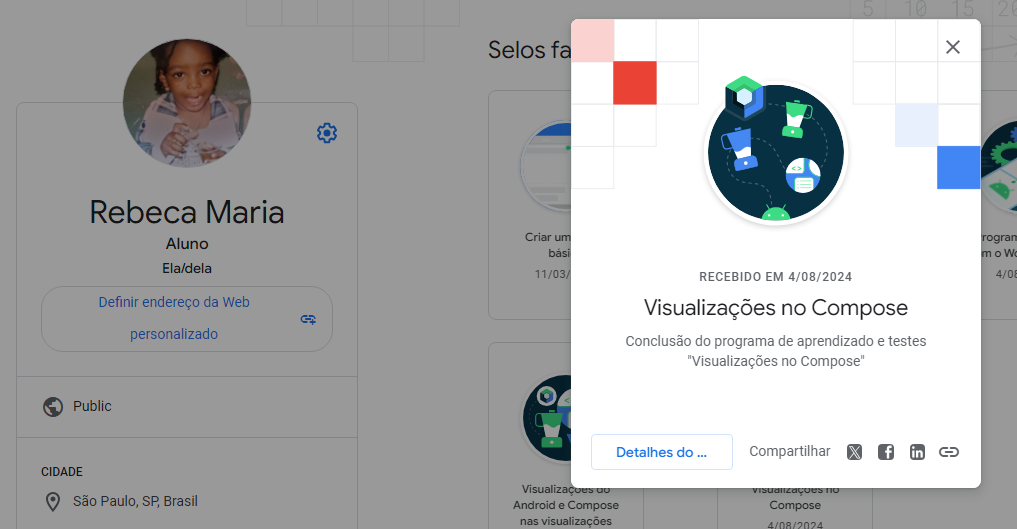 5 10 15 20
Selos fa
Rebeca Maria
Aluno
Ela/dela
Definir endereço da Web
personalizado
Public
CIDADE
São Paulo, SP, Brasil
Criar um
bási
11/03/
RECEBIDO EM 4/08/2024
Visualizações no Compose
Conclusão do programa de aprendizado e testes
"Visualizações no Compose"
Detalhes do ...
Compartilhar
rogram
m o Wo
4/08
Visualizações do
Android e Compose
nas visualizações
Visualizações no
Compose
4/08/2024